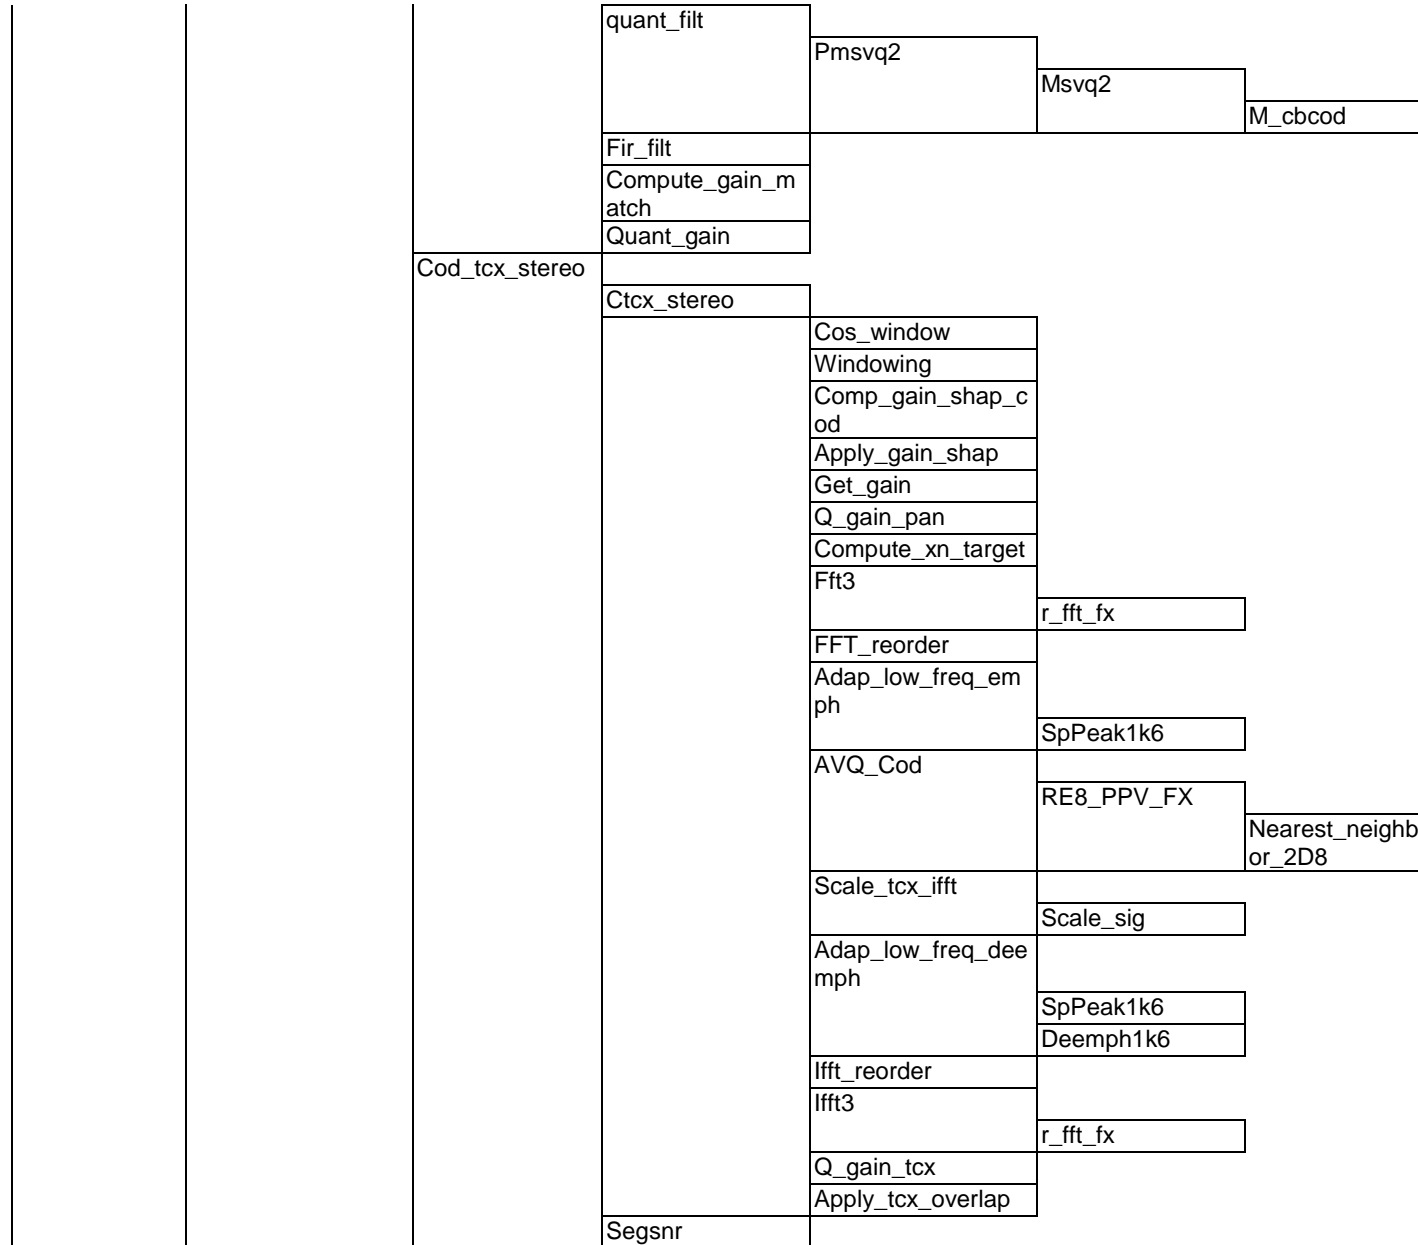 quant_filt
Pmsvq2
Msvq2
M_cbcod
Fir_filt
Compute_gain_m
atch
Quant_gain
Cod_tcx_stereo
Ctcx_stereo
Cos_window
Windowing
Comp_gain_shap_c
od
Apply_gain_shap
Get_gain
Q_gain_pan
Compute_xn_target
Fft3
r_fft_fx
FFT_reorder
Adap_low_freq_em
ph
SpPeak1k6
AVQ_Cod
RE8_PPV_FX
Nearest_neighb
or_2D8
Scale_tcx_ifft
Scale_sig
Adap_low_freq_dee
mph
SpPeak1k6
Deemph1k6
Ifft_reorder
Ifft3
r_fft_fx
Q_gain_tcx
Apply_tcx_overlap
Segsnr